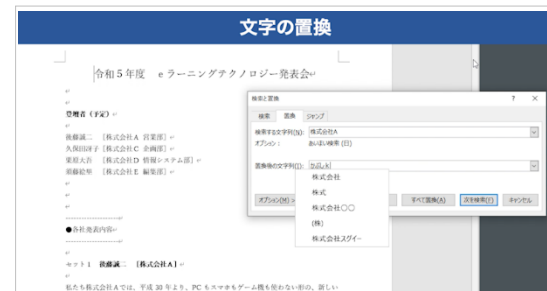 文字の置換
令和5年度　eラーニングテクノロジー発表会
登壇者（予定）
後藤誠二　［株式会社A 営業部］
久保田洋子　［株式会社C 企画部］
栗原大吾　［株式会社D 情報システム部］
須藤絵里　［株式会社E 編集部］
●各社発表内容
セット1　後藤誠二　［株式会社A］
私たち株式会社Aでは、平成30年より、PCもスマホもゲーム機も使わない形の、新しい
検索と置換
?
検索
置換
ジャンプ
検索する文字列(N):
株式会社A
オプション:
あいまい検索 (日)
置換後の文字列(I):
株式会社
株式
株式会社〇〇
(株)
株式会社スグイー
オプション(M) >
すべて置換(A)
次を検索(F)
キャンセル